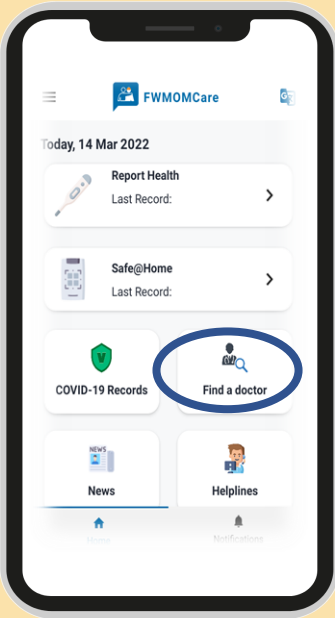 FWMOMCare
Today, 14 Mar 2022
Report Health
Last Record:
Safe@Home
Last Record:
V
COVID-19 Records
Find a doctor
NEWS
News
Helplines
Home
Notifications